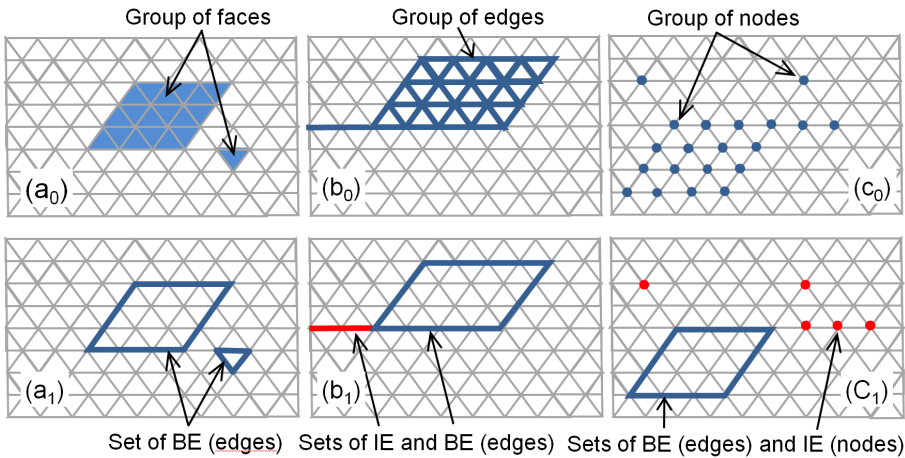 Group of faces
Group of edges
Group of nodes
(a0)
(b0)
(c0)
(a1)
(b1)
(C1)
Set of BE (edges)
Sets of IE and BE (edges)
Sets of BE (edges) and IE (nodes)